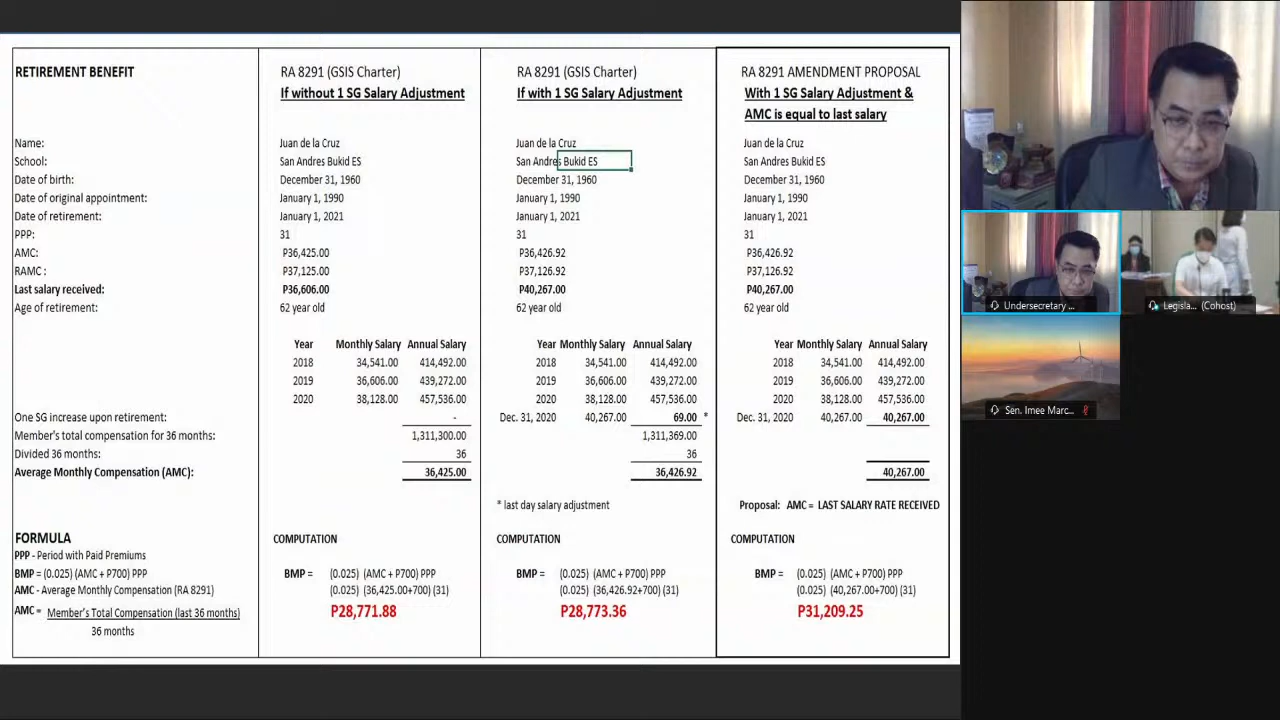 RETIREMENT BENEFIT
RA 8291 (GSIS Charter)
If without 1 SG Salary Adjustment
RA 8291 (GSIS Charter)
If with 1 SG Salary Adjustment
RA 8291 AMENDMENT PROPOSAL
With 1 SG Salary Adjustment &
AMC is equal to last salary
Name: Juan de la Cruz Juan de la Cruz Juan de la Cruz
School: San Andres Bukid ES San Andres Bukid ES San Andres Bukid ES
Date of birth: December 31, 1960 December 31, 1960 December 31, 1960
Date of original appointment: January 1, 1990 January 1, 1990 January 1, 1990
Date of retirement: January 1, 2021 January 1, 2021 January 1, 2021
PPP: 31 31 31
AMC: P36,425.00 P36,426.92 P36,426.92
RAMC : P37,125.00 P37,126.92 P37,126.92
Last salary received: P36,606.00 P40,267.00 P40,267.00
Age of retirement: 62 year old 62 year old 62 year old
Year Monthly Salary Annual Salary Year Monthly Salary Annual Salary Year Monthly Salary Annual Salary
2018 34,541.00 414,492.00 2018 34,541.00 414,492.00 2018 34,541.00 414,492.00
2019 36,606.00 439,272.00 2019 36,606.00 439,272.00 2019 36,606.00 439,272.00
2020 38,128.00 457,536.00 2020 38,128.00 457,536.00 2020 38,128.00 457,536.00
One SG increase upon retirement: - Dec. 31, 2020 40,267.00 69.00 * Dec. 31, 2020 40,267.00 40,267.00
Member's total compensation for 36 months: 1,311,300.00 1,311,369.00
Divided 36 months: 36 36
Average Monthly Compensation (AMC): 36,425.00 36,426.92 40,267.00
* last day salary adjustment Proposal: AMC = LAST SALARY RATE RECEIVED
FORMULA COMPUTATION COMPUTATION COMPUTATION
PPP - Period with Paid Premiums
BMP = (0.025) (AMC + P700) PPP BMP = (0.025) (AMC + P700) PPP BMP = (0.025) (AMC + P700) PPP BMP = (0.025) (AMC + P700) PPP
AMC - Average Monthly Compensation (RA 8291) (0.025) (36,425.00+700) (31) (0.025) (36,426.92+700) (31) (0.025) (40,267.00+700) (31)
AMC = Member's Total Compensation (last 36 months) P28,771.88 P28,773.36 P31,209.25
36 months
Undersecretary ...
Legisla... (Cohost)
Sen. Imee Marc...